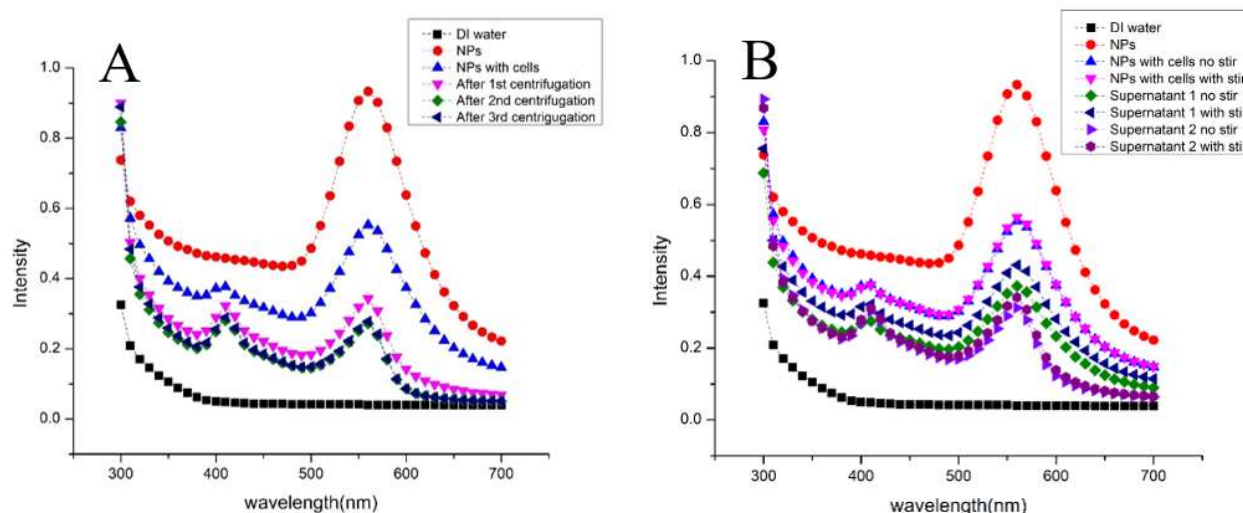 A
DI water
NPs
NPs with cells
After 1st centrifugation
After 2nd centrifugation
After 3rd centrigugation
1.0
0.8
0.6
0.4
0.2
0.0
Intensity
300
400
500
600
700
wavelength(nm)
B
DI water
NPs
NPs with cells no stir
NPs with cells with stir
Supernatant 1 no stir
Supernatant 1 with sti
Supernatant 2 no stir
Supernatant 2 with sti
1.0
0.8
0.6
0.4
0.2
0.0
Intensity
300
400
500
600
700
wavelength(nm)